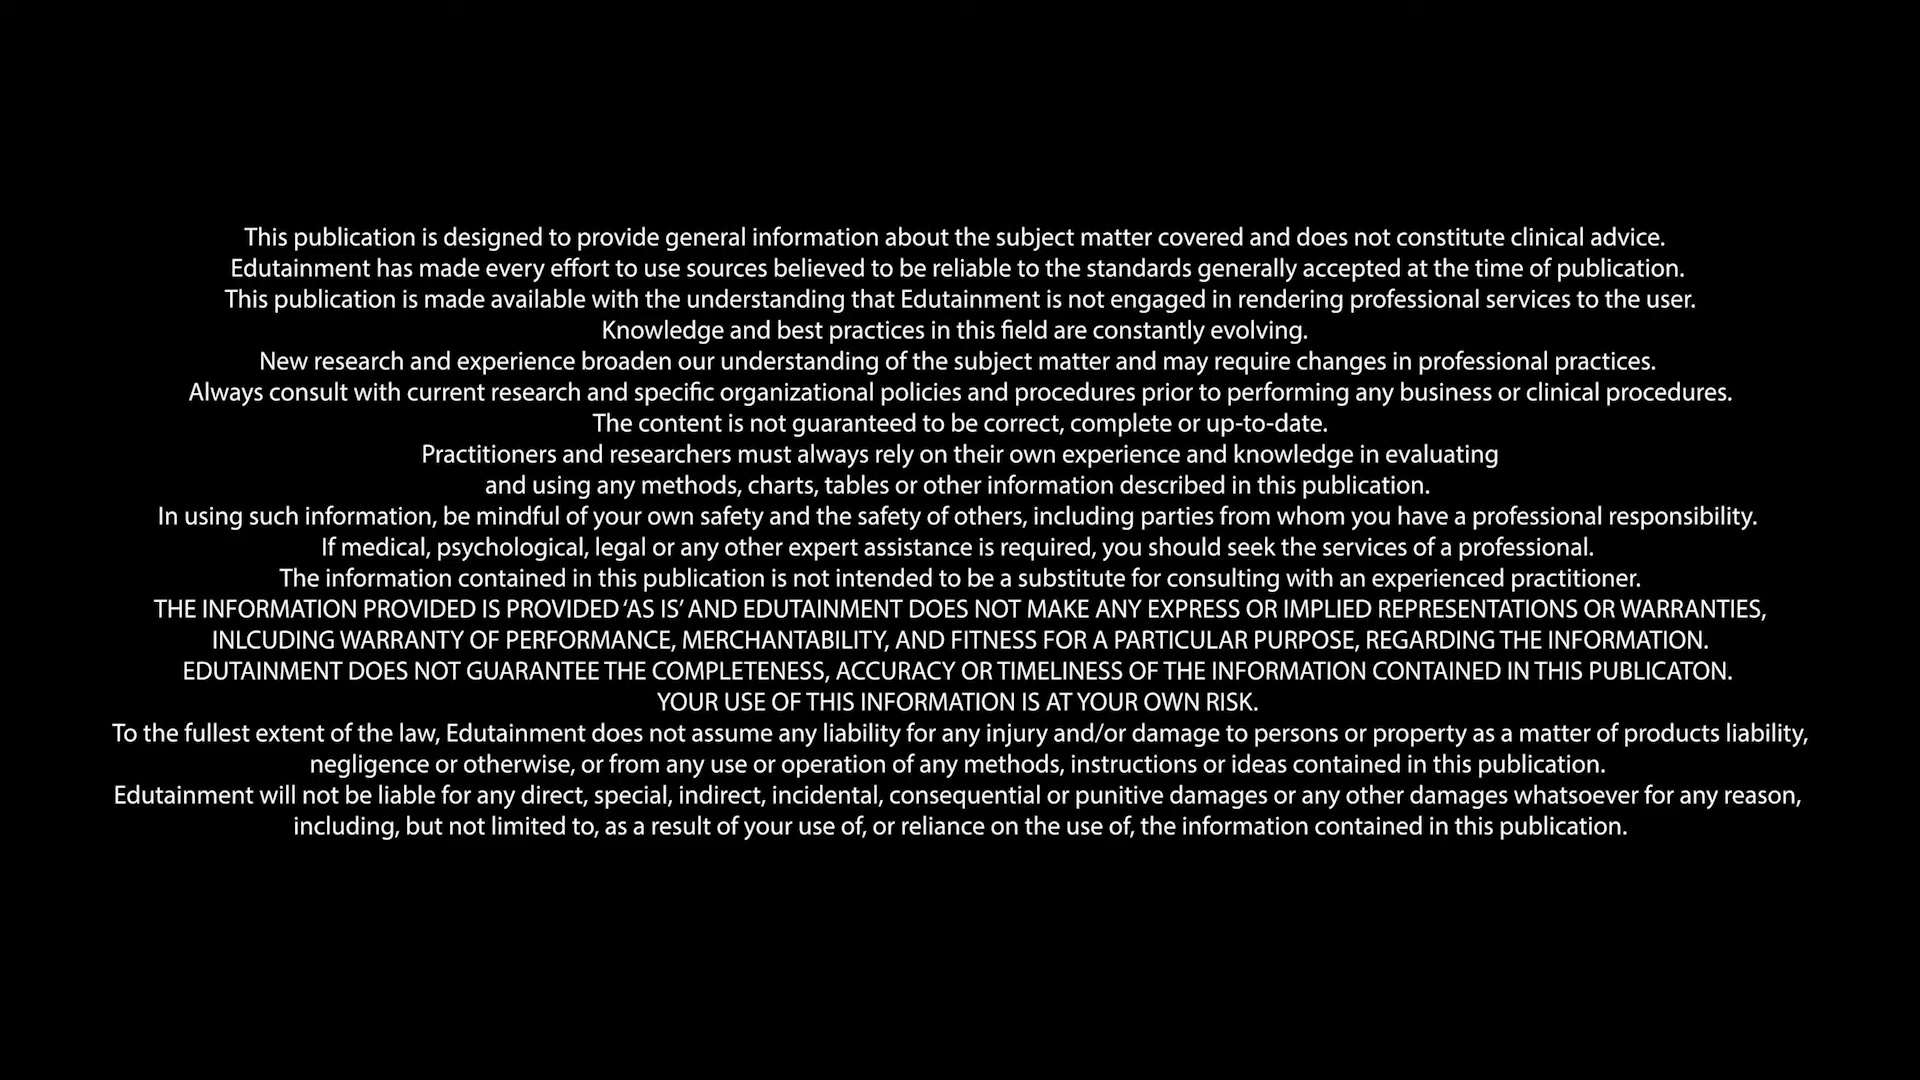 This publication is designed to provide general information about the subject matter covered and does not constitute clinical advice.
Edutainment has made every effort to use sources believed to be reliable to the standards generally accepted at the time of publication.
This publication is made available with the understanding that Edutainment is not engaged in rendering professional services to the user.
Knowledge and best practices in this field are constantly evolving.
New research and experience broaden our understanding of the subject matter and may require changes in professional practices.
Always consult with current research and specific organizational policies and procedures prior to performing any business or clinical procedures.
The content is not guaranteed to be correct, complete or up-to-date.
Practitioners and researchers must always rely on their own experience and knowledge in evaluating
and using any methods, charts, tables or other information described in this publication.
In using such information, be mindful of your own safety and the safety of others, including parties from whom you have a professional responsibility.
If medical, psychological, legal or any other expert assistance is required, you should seek the services of a professional.
The information contained in this publication is not intended to be a substitute for consulting with an experienced practitioner.
THE INFORMATION PROVIDED IS PROVIDED ‘AS IS’ AND EDUTAINMENT DOES NOT MAKE ANY EXPRESS OR IMPLIED REPRESENTATIONS OR WARRANTIES,
INLCUDING WARRANTY OF PERFORMANCE, MERCHANTABILITY, AND FITNESS FOR A PARTICULAR PURPOSE, REGARDING THE INFORMATION.
EDUTAINMENT DOES NOT GUARANTEE THE COMPLETENESS, ACCURACY OR TIMELINESS OF THE INFORMATION CONTAINED IN THIS PUBLICATON.
YOUR USE OF THIS INFORMATION IS AT YOUR OWN RISK.
To the fullest extent of the law, Edutainment does not assume any liability for any injury and/or damage to persons or property as a matter of products liability,
negligence or otherwise, or from any use or operation of any methods, instructions or ideas contained in this publication.
Edutainment will not be liable for any direct, special, indirect, incidental, consequential or punitive damages or any other damages whatsoever for any reason,
including, but not limited to, as a result of your use of, or reliance on the use of, the information contained in this publication.